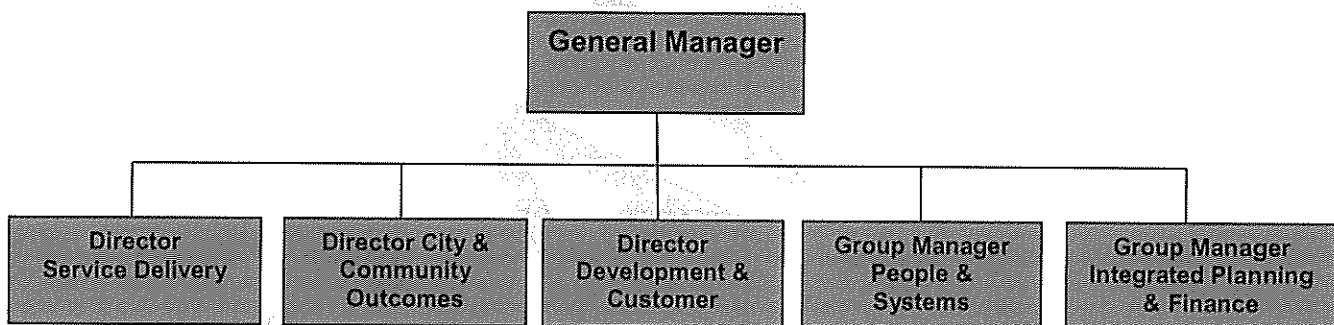 General Manager
Director
Service Delivery
Director City &
Community
Outcomes
Director
Development &
Customer
Group Manager
People &
Systems
Group Manager
Integrated Planning
& Finance